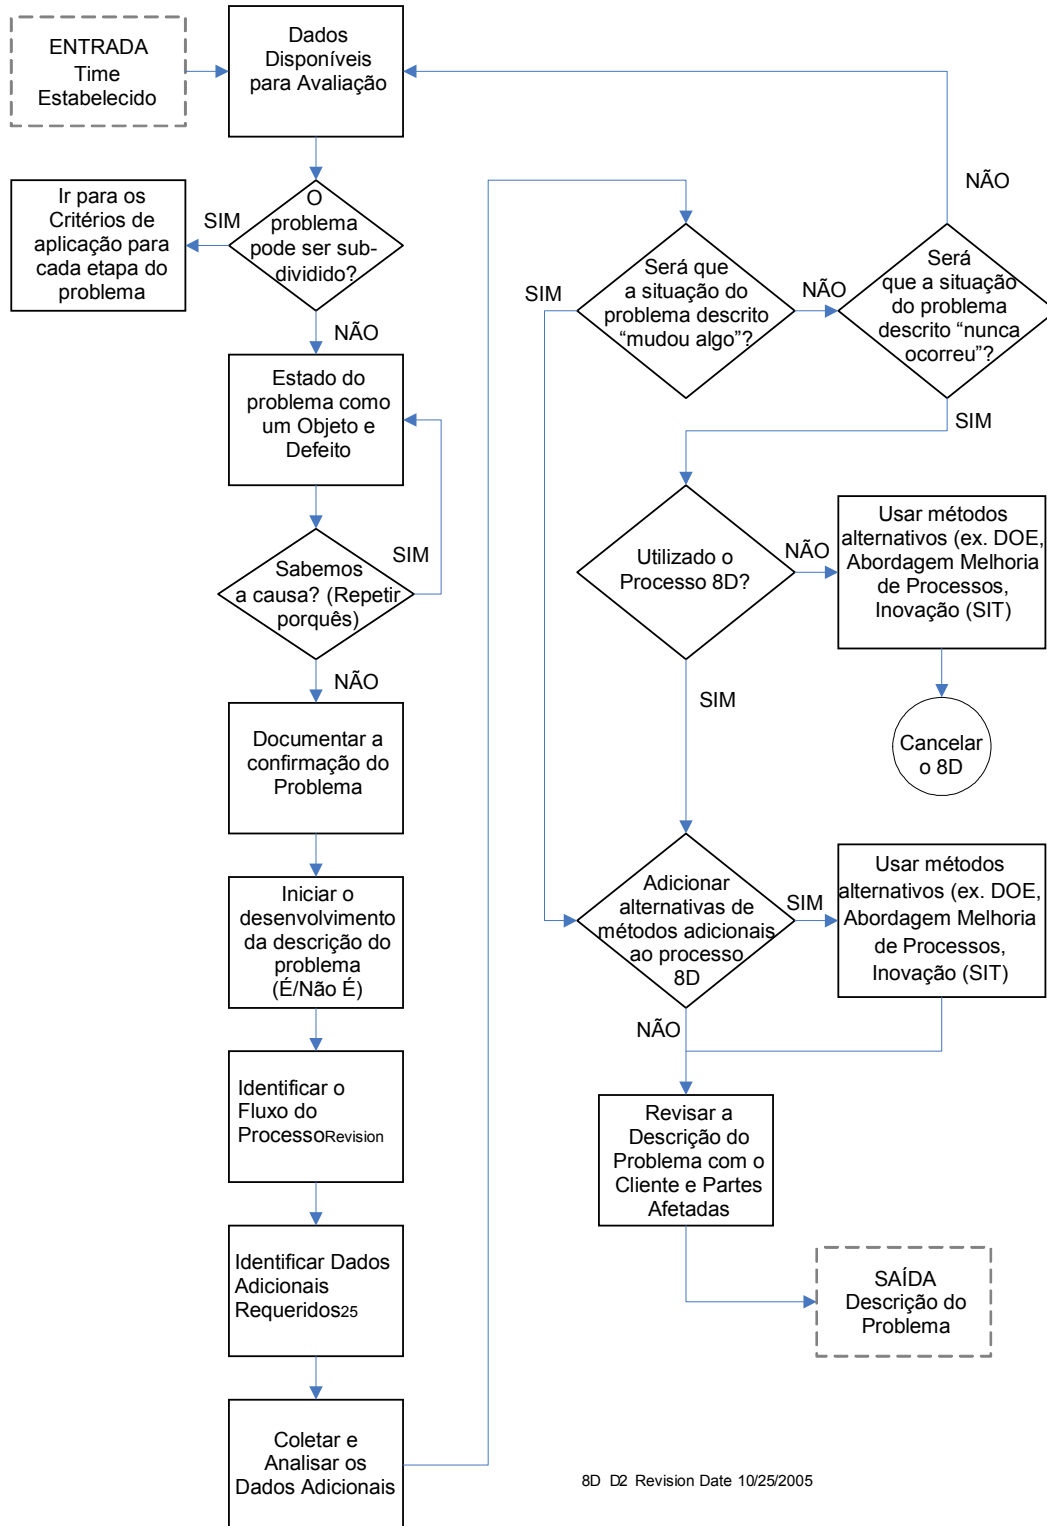 ENTRADA
Time
Estabelecido
Dados
Disponíveis
para Avaliação
O
problema
pode ser sub-
dividido?
SIM
Ir para os
Critérios de
aplicação para
cada etapa do
problema
NÃO
Estado do
problema como
um Objeto e
Defeito
Sabemos
a causa? (Repetir
porquês)
SIM
NÃO
Documentar a
confirmação do
Problema
Iniciar o
desenvolvimento
da descrição do
problema
(É/Não É)
Identificar o
Fluxo do
ProcessoRevision
Identificar Dados
Adicionais
Requeridos25
Coletar e
Analisar os
Dados Adicionais
Será que
a situação do
problema descrito
“mudou algo”?
SIM
NÃO
Será
que a situação
do problema
descrito “nunca
ocorreu”?
NÃO
SIM
Utilizado o
Processo 8D?
NÃO
Usar métodos
alternativos (ex. DOE,
Abordagem Melhoria
de Processos,
Inovação (SIT)
Cancelar
o 8D
SIM
Adicionar
alternativas de
métodos adicionais
ao processo
8D
SIM
Usar métodos
alternativos (ex. DOE,
Abordagem Melhoria
de Processos,
Inovação (SIT)
NÃO
Revisar a
Descrição do
Problema com o
Cliente e Partes
Afetadas
SAÍDA
Descrição do
Problema
8D D2 Revision Date 10/25/2005